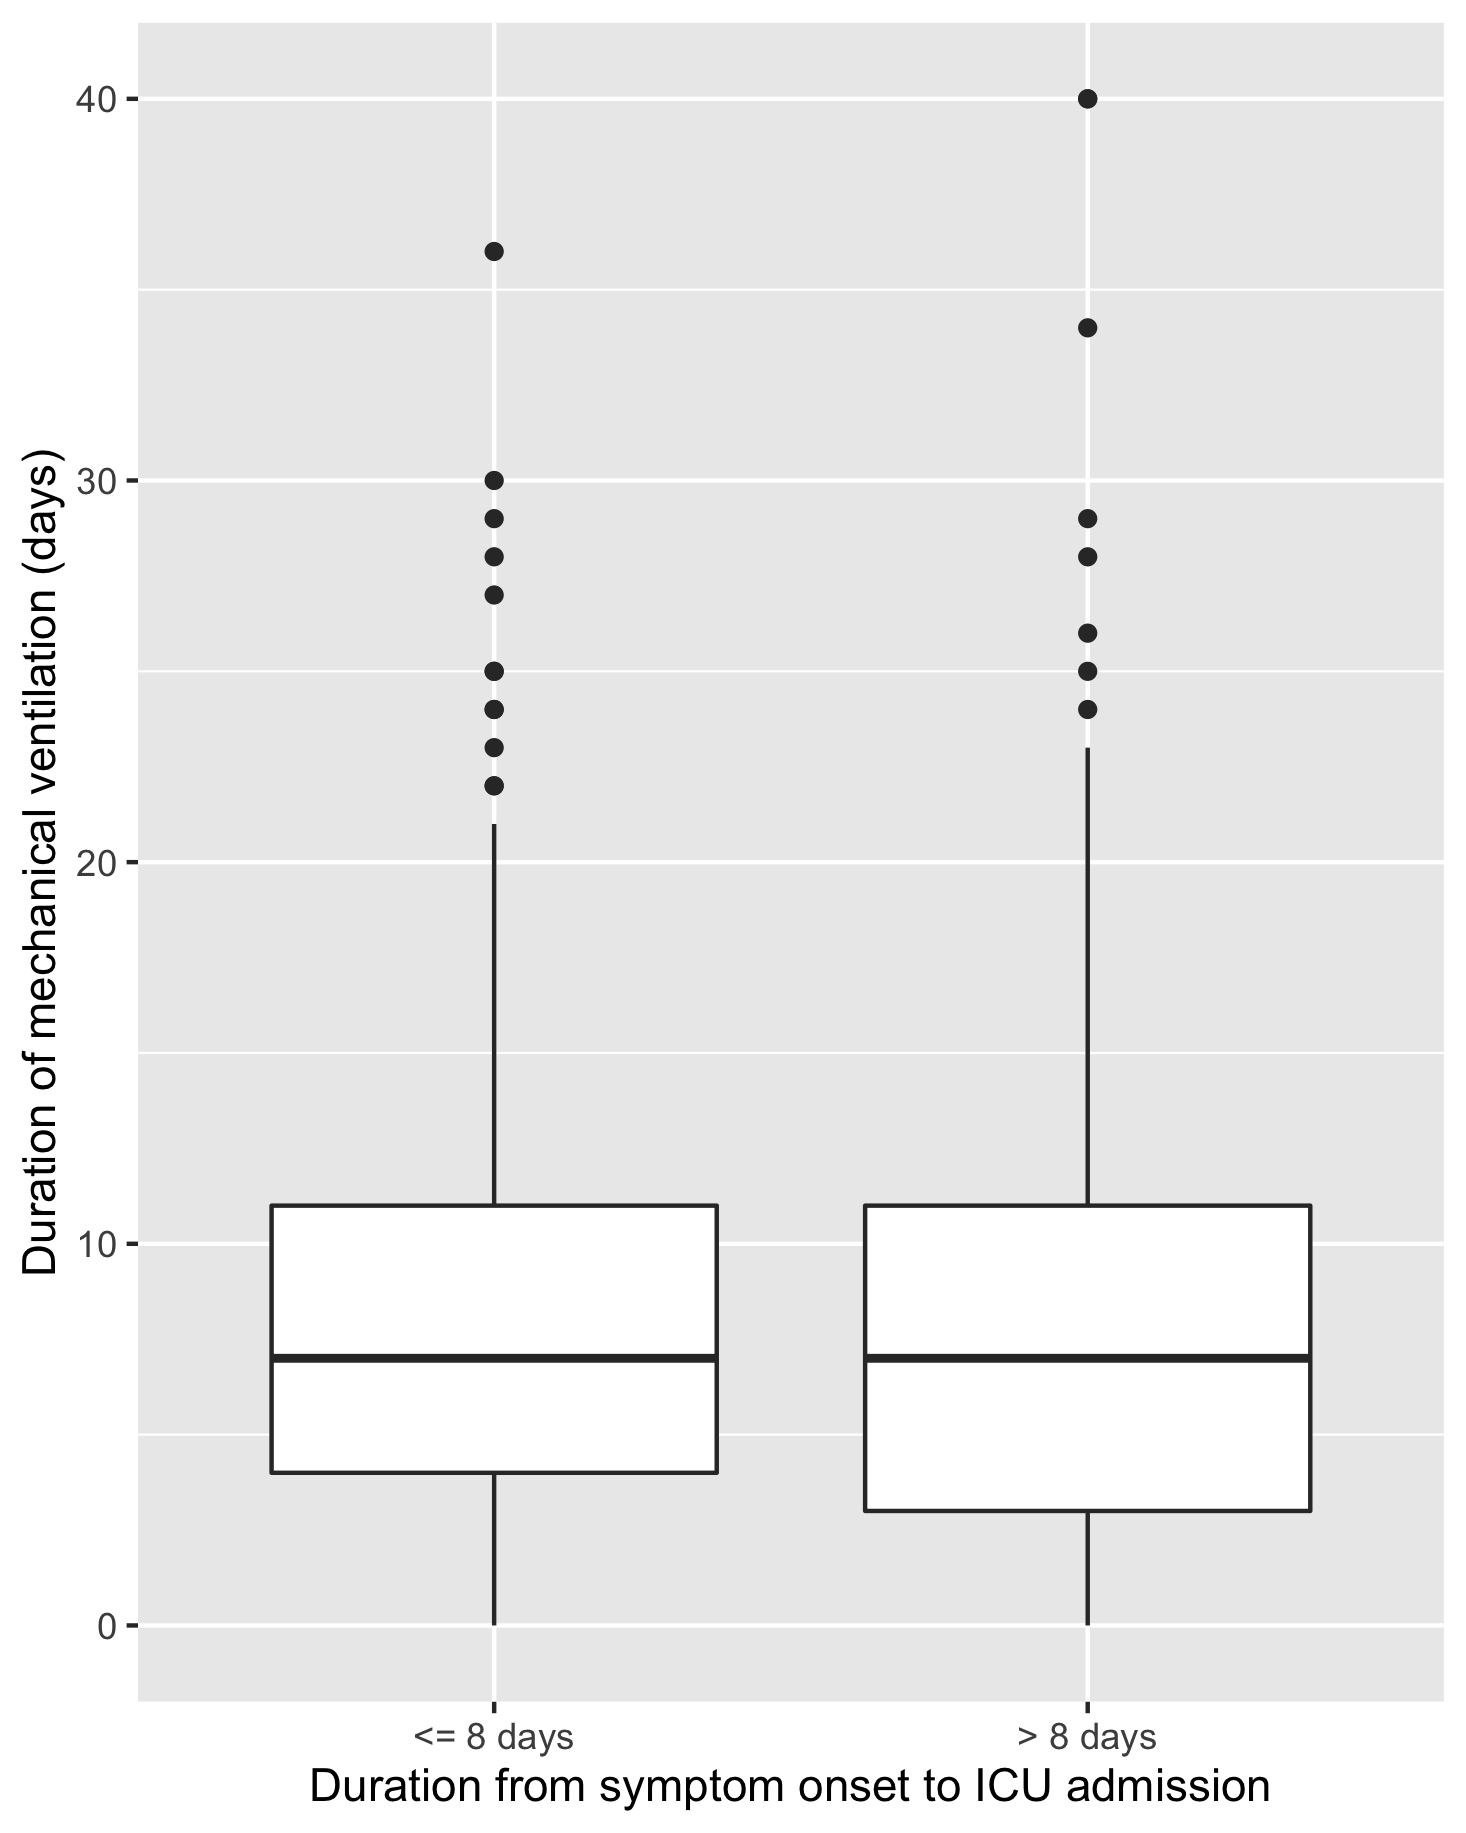 Duration of mechanical ventilation (days)
40
30
20
10
0
<= 8 days
> 8 days
Duration from symptom onset to ICU admission